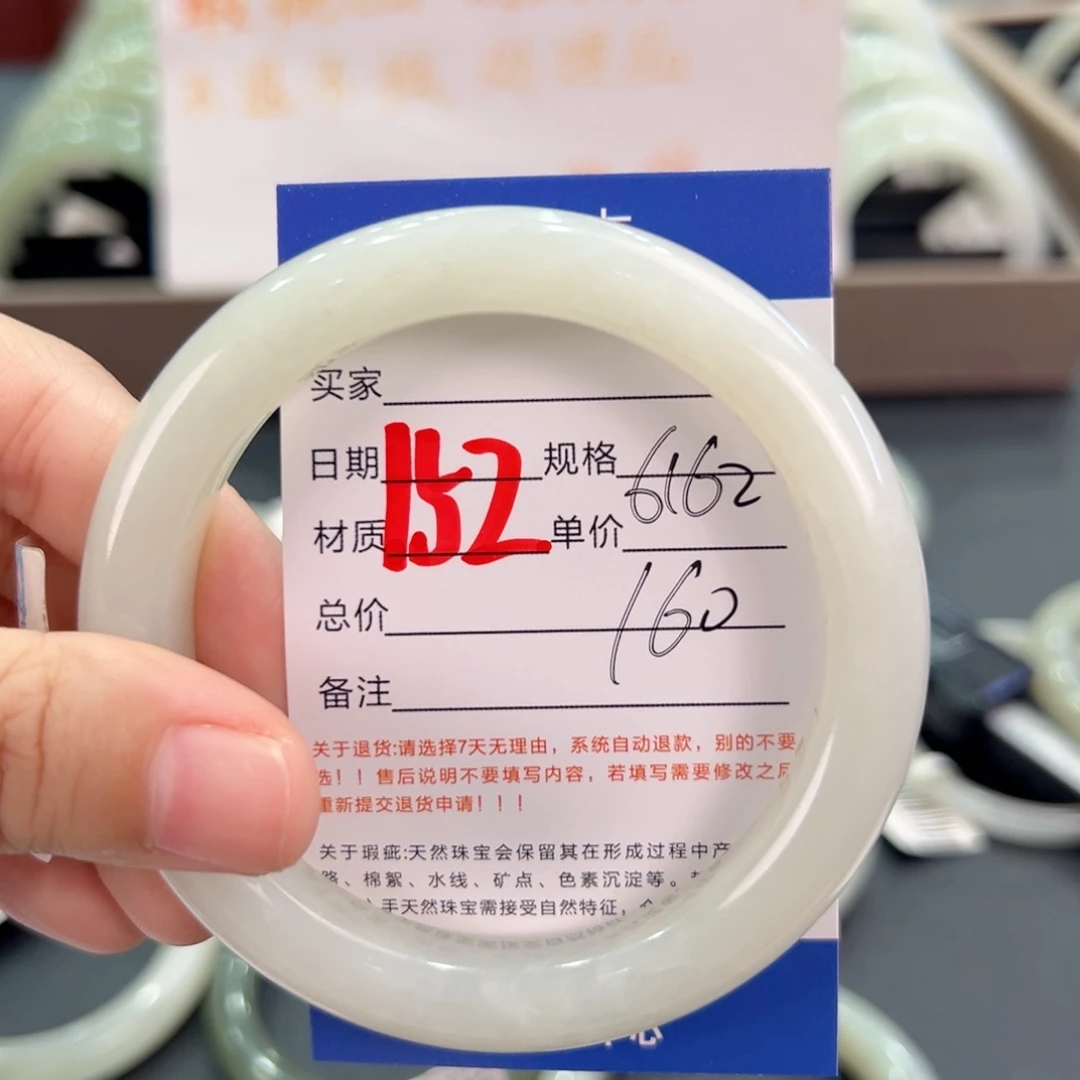 买家
日期 152 规格 6162
材质 单价
总价 160
备注
关于退货:请选择7天无理由，系统自动退款，别的不要
选！！售后说明不要填写内容，若填写需要修改之后
重新提交退货申请！！！
关于瑕疵:天然珠宝会保留其在形成过程中产
路、棉絮、水线、矿点、色素沉淀等。
手天然珠宝需接受自然特征，
心